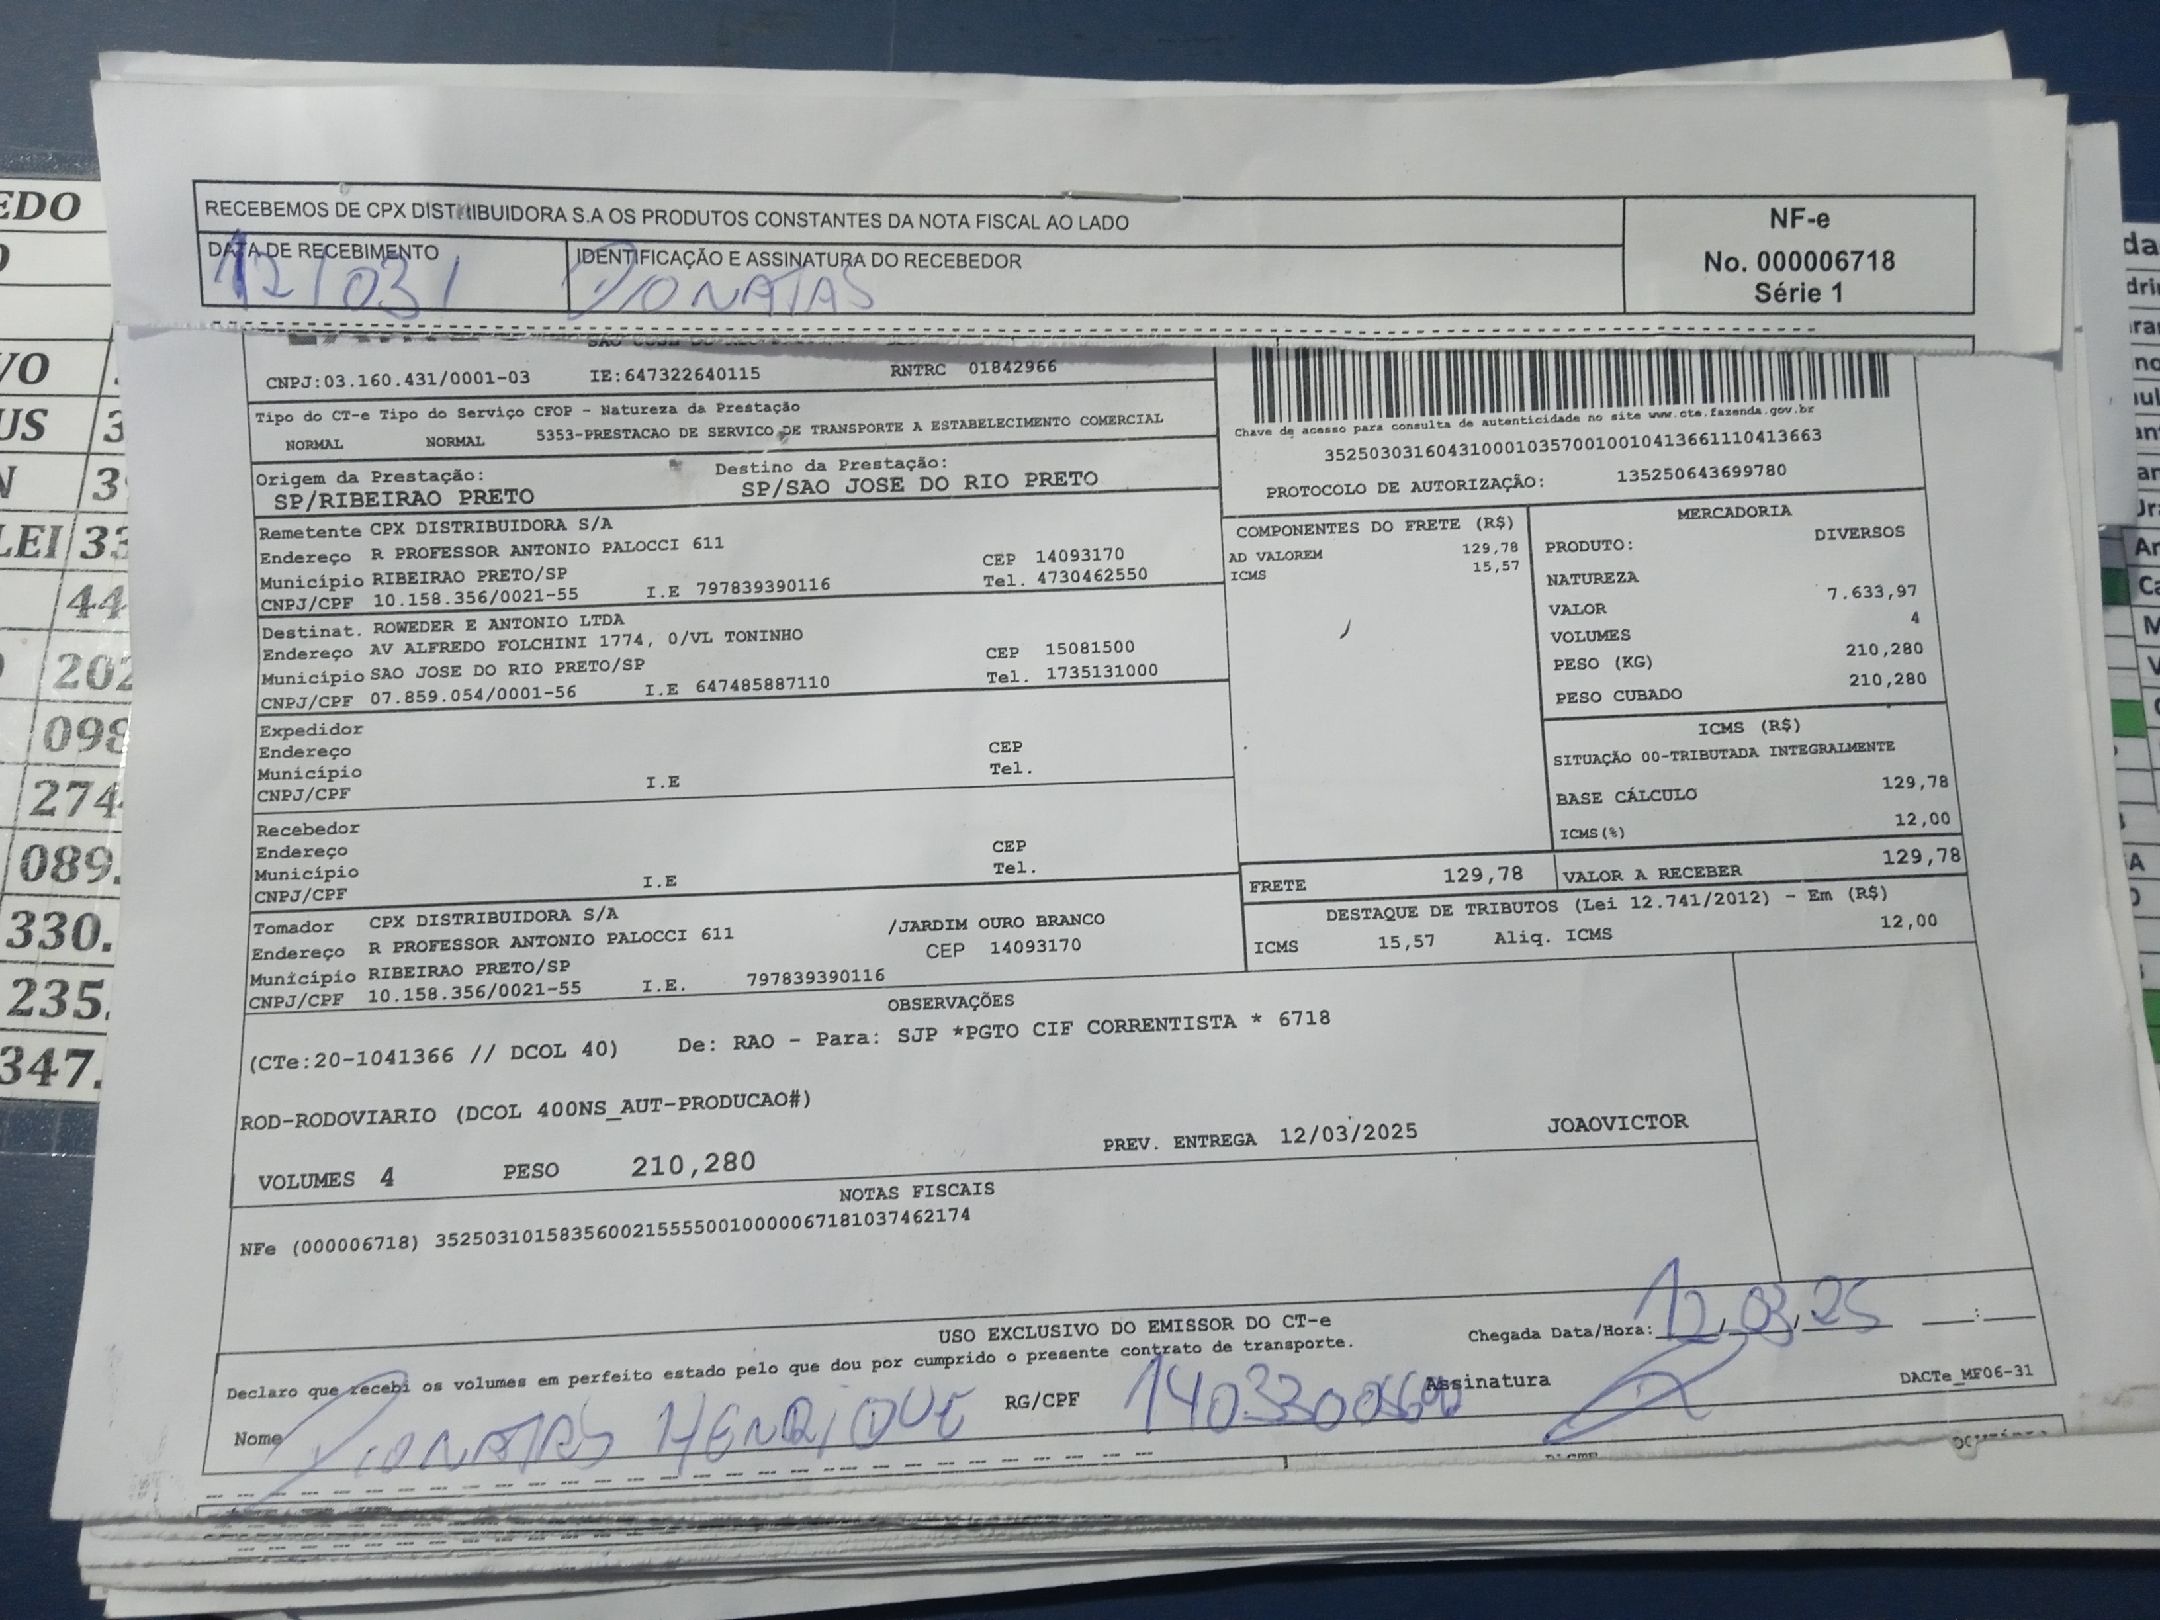 RECEBEMOS DE CPX DISTRIBUIDORA S.A OS PRODUTOS CONSTANTES DA NOTA FISCAL AO LADO
DATA DE RECEBIMENTO
12/03/
IDENTIFICAÇÃO E ASSINATURA DO RECEBEDOR
JONATAS
NF-e
No. 000006718
Série 1
CNPJ:03.160.431/0001-03 IE:647322640115 RNTRC 01842966
Tipo do CT-e Tipo do Serviço CFOP - Natureza da Prestação
NORMAL NORMAL 5353-PRESTACAO DE SERVICO DE TRANSPORTE A ESTABELECIMENTO COMERCIAL
Chave de acesso para consulta de autenticidade no site www.cte.fazenda.gov.br
35250303160431000103570010010413661110413663
PROTOCOLO DE AUTORIZAÇÃO: 135250643699780
Origem da Prestação: Destino da Prestação:
SP/RIBEIRAO PRETO SP/SAO JOSE DO RIO PRETO
Remetente CPX DISTRIBUIDORA S/A
Endereço R PROFESSOR ANTONIO PALOCCI 611 CEP 14093170
Município RIBEIRAO PRETO/SP Tel. 4730462550
CNPJ/CPF 10.158.356/0021-55 I.E 797839390116
Destinat. ROWEDER E ANTONIO LTDA
Endereço AV ALFREDO FOLCHINI 1774, 0/VL TONINHO CEP 15081500
Município SAO JOSE DO RIO PRETO/SP Tel. 1735131000
CNPJ/CPF 07.859.054/0001-56 I.E 647485887110
Expedidor
Endereço CEP
Município Tel.
CNPJ/CPF I.E
Recebedor
Endereço CEP
Município Tel.
CNPJ/CPF I.E
Tomador CPX DISTRIBUIDORA S/A /JARDIM OURO BRANCO
Endereço R PROFESSOR ANTONIO PALOCCI 611 CEP 14093170
Município RIBEIRAO PRETO/SP
CNPJ/CPF 10.158.356/0021-55 I.E. 797839390116
COMPONENTES DO FRETE (R$)
AD VALOREM 129,78
ICMS 15,57
MERCADORIA
PRODUTO: DIVERSOS
NATUREZA
VALOR 7.633,97
VOLUMES 4
PESO (KG) 210,280
PESO CUBADO 210,280
ICMS (R$)
SITUAÇÃO 00-TRIBUTADA INTEGRALMENTE
BASE CÁLCULO 129,78
ICMS(%) 12,00
FRETE 129,78 VALOR A RECEBER 129,78
DESTAQUE DE TRIBUTOS (Lei 12.741/2012) - Em (R$)
ICMS 15,57 Aliq. ICMS 12,00
OBSERVAÇÕES
(CTe:20-1041366 // DCOL 40) De: RAO - Para: SJP *PGTO CIF CORRENTISTA * 6718
ROD-RODOVIARIO (DCOL 400NS_AUT-PRODUCAO#)
VOLUMES 4 PESO 210,280 PREV. ENTREGA 12/03/2025 JOAOVICTOR
NOTAS FISCAIS
NFe (000006718) 35250310158356002155550010000067181037462174
USO EXCLUSIVO DO EMISSOR DO CT-e
Declaro que recebi os volumes em perfeito estado pelo que dou por cumprido o presente contrato de transporte.
Chegada Data/Hora: 12/03/25
Nome JONATAS HENRIQUE RG/CPF Assinatura
DACTe_MF06-31
EDO
VO
US
N
LEI 33
44
202
098
274
089.
330.
235.
347.